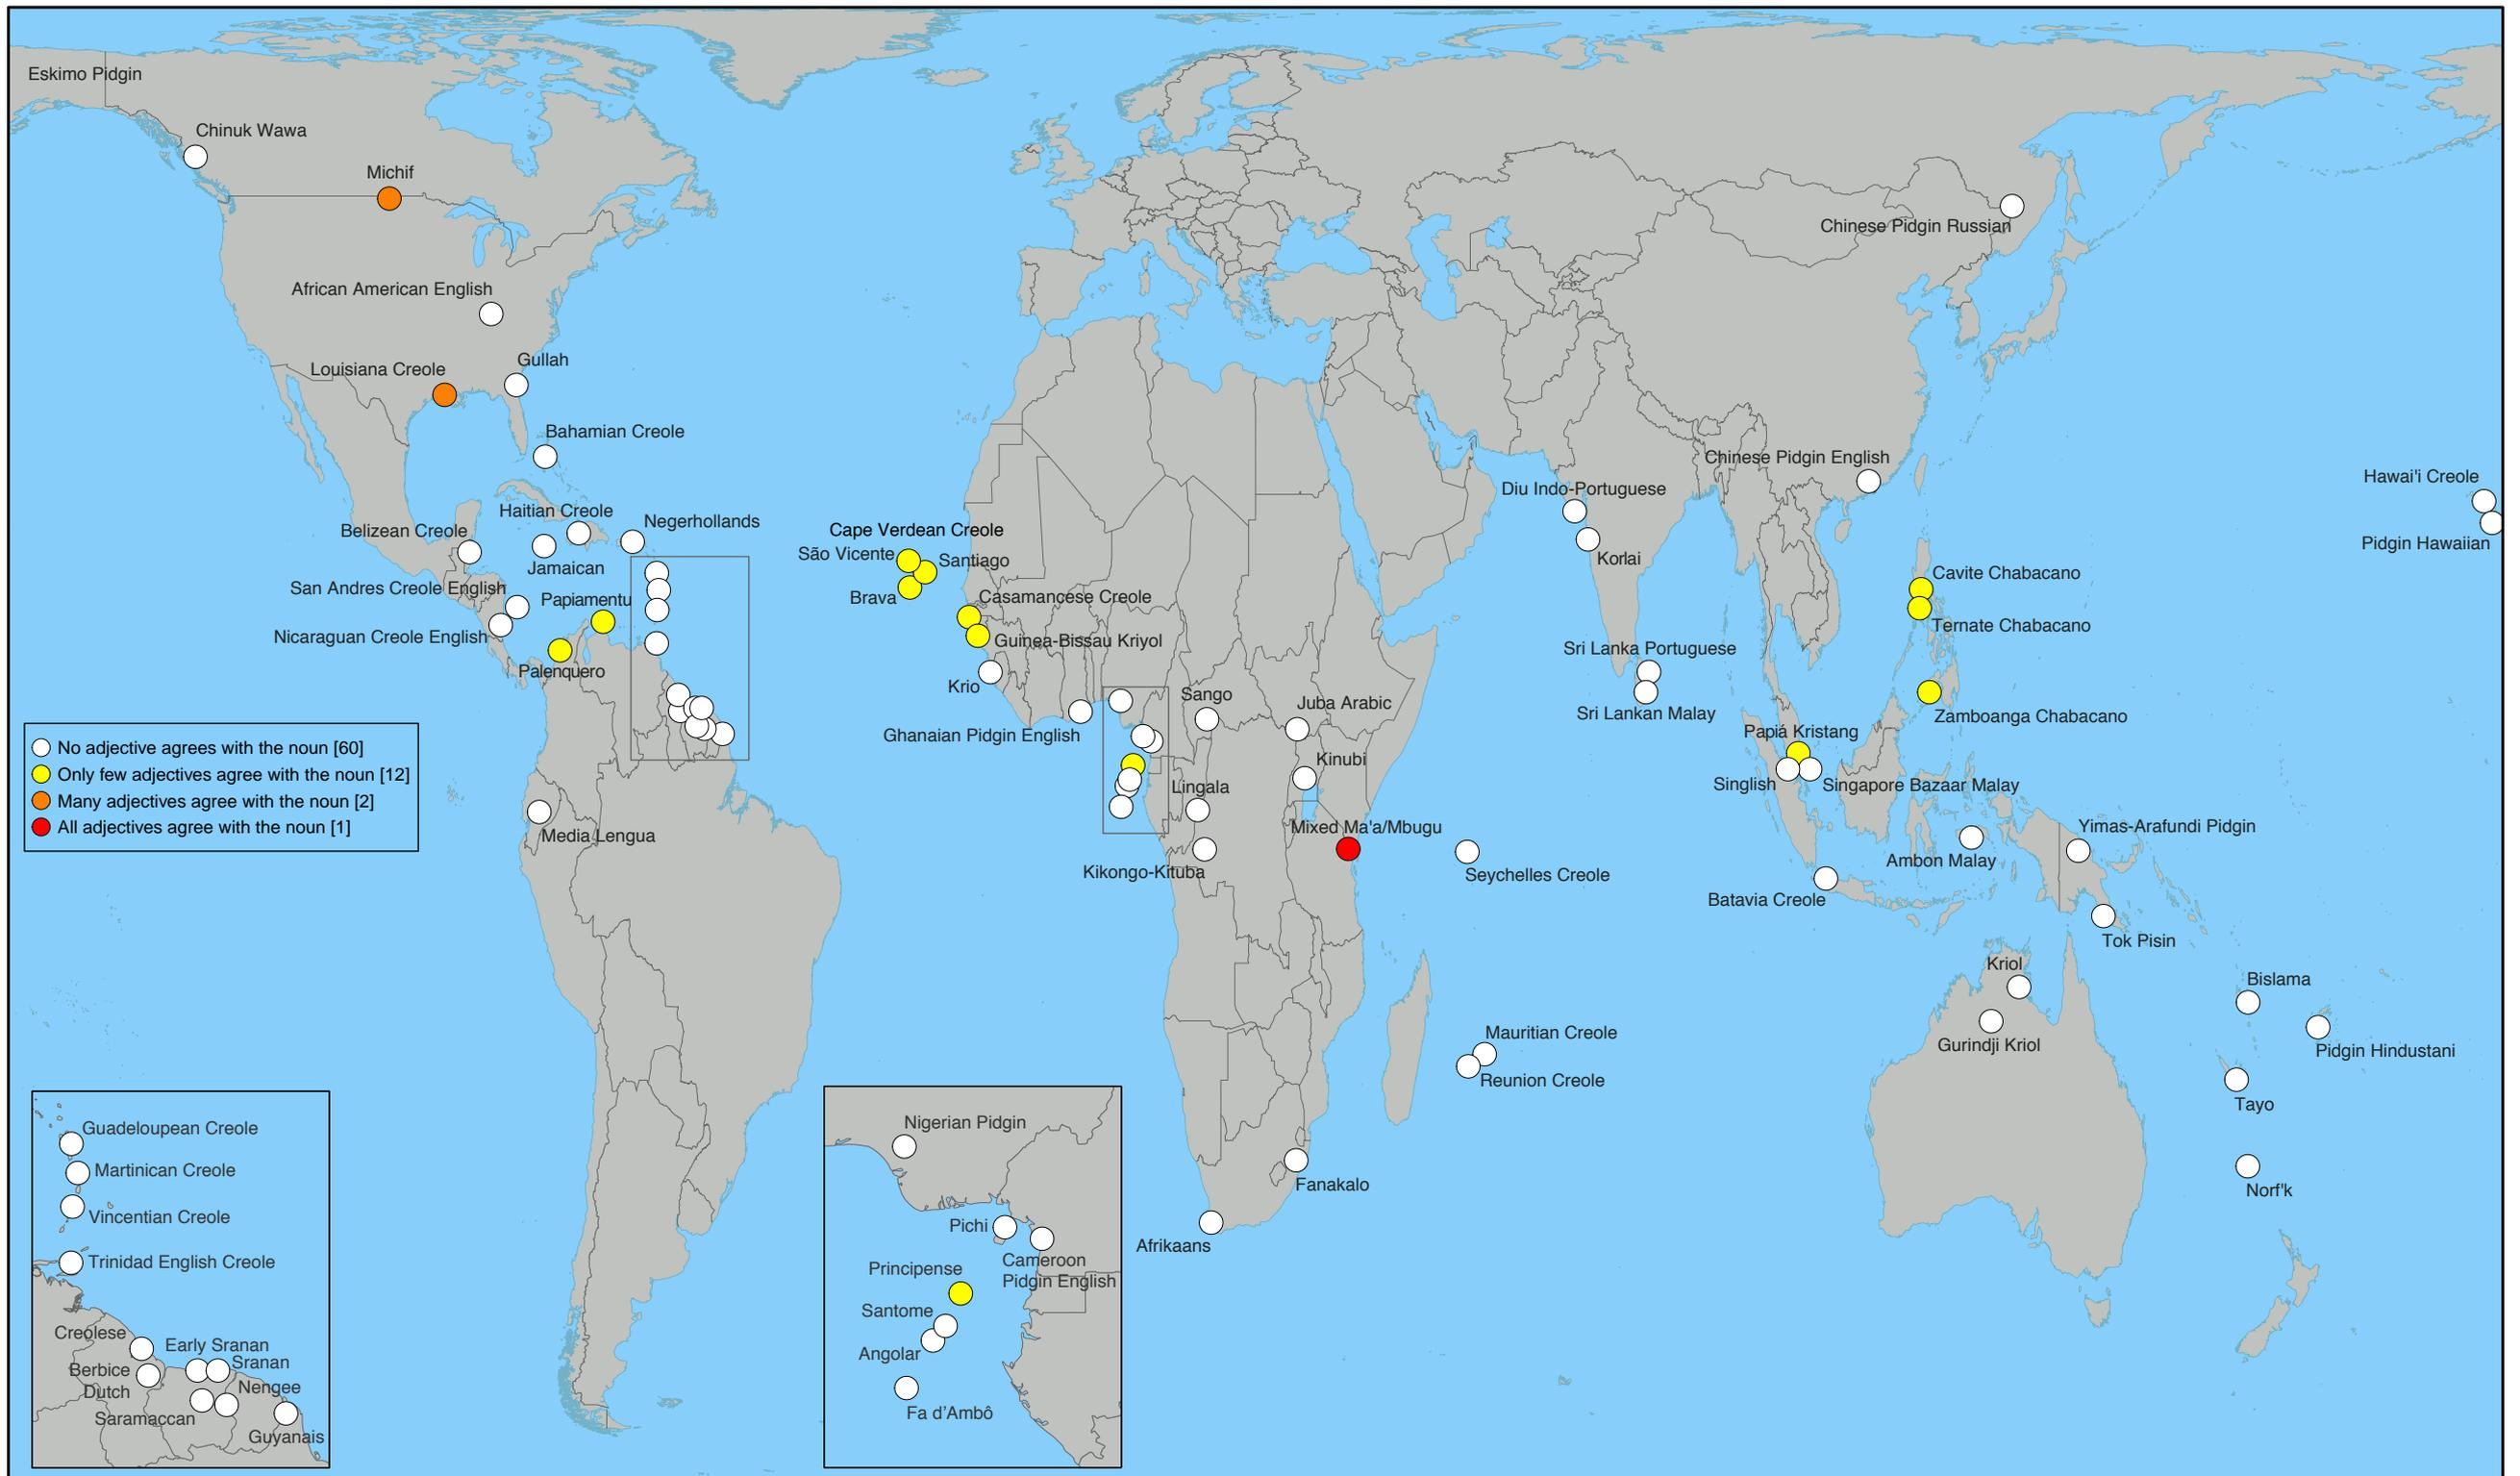 Eskimo Pidgin
Chinuk Wawa
Michif
African American English
Louisiana Creole
Gullah
Bahamian Creole
Haitian Creole
Negerhollands
Belizean Creole
Jamaican
San Andres Creole English
Papiamentu
Nicaraguan Creole English
Palenquero
Media Lengua
Cape Verdean Creole
São Vicente
Santiago
Brava
Casamancese Creole
Guinea-Bissau Kriyol
Krio
Ghanaian Pidgin English
Sango
Juba Arabic
Kinubi
Lingala
Mixed Ma'a/Mbugu
Kikongo-Kituba
Seychelles Creole
Mauritian Creole
Reunion Creole
Fanakalo
Afrikaans
Chinese Pidgin Russian
Chinese Pidgin English
Diu Indo-Portuguese
Korlai
Sri Lanka Portuguese
Sri Lankan Malay
Hawai'i Creole
Pidgin Hawaiian
Cavite Chabacano
Ternate Chabacano
Zamboanga Chabacano
Papiá Kristang
Singlish
Singapore Bazaar Malay
Ambon Malay
Batavia Creole
Yimas-Arafundi Pidgin
Tok Pisin
Kriol
Gurindji Kriol
Bislama
Pidgin Hindustani
Tayo
Norf'k
No adjective agrees with the noun [60]
Only few adjectives agree with the noun [12]
Many adjectives agree with the noun [2]
All adjectives agree with the noun [1]
Guadeloupean Creole
Martinican Creole
Vincentian Creole
Trinidad English Creole
Creolese
Early Sranan
Sranan
Berbice
Dutch
Nengee
Saramaccan
Guyanais
Nigerian Pidgin
Pichi
Cameroon
Pidgin English
Principense
Santome
Angolar
Fa d’Ambô